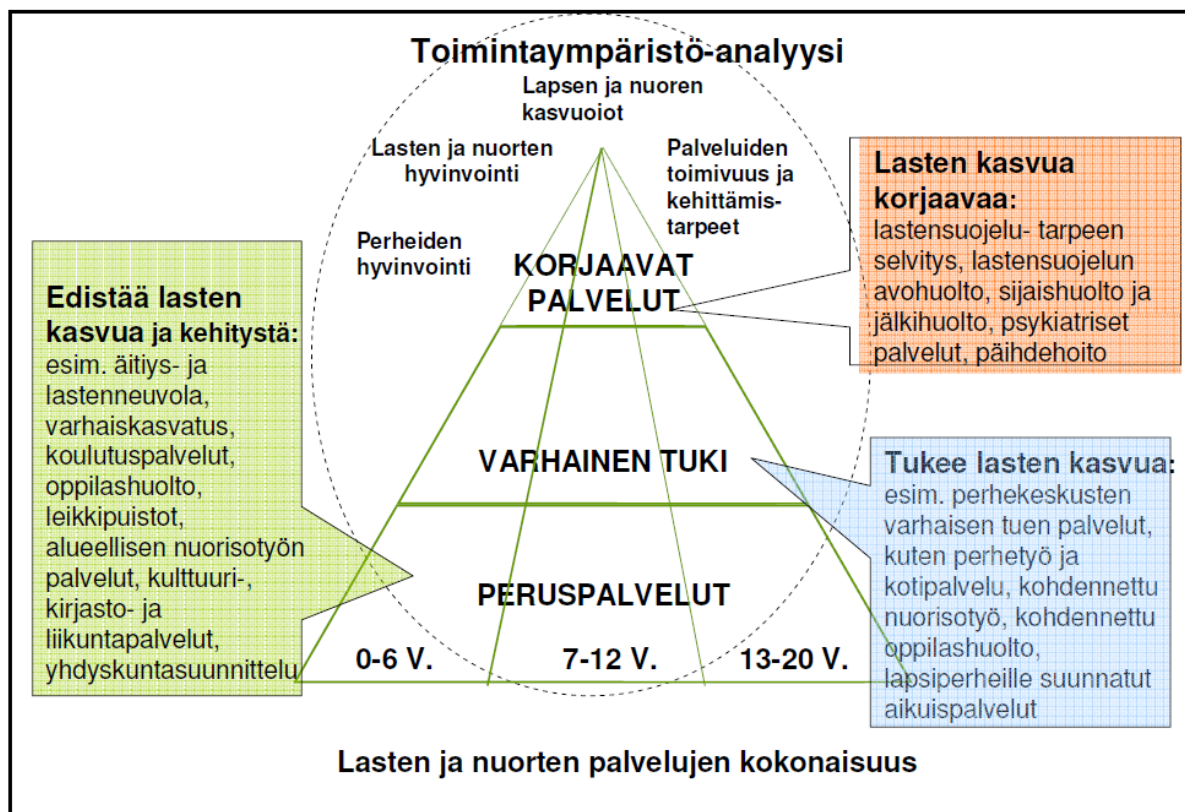 Toimintaympäristö-analyysi
Lapsen ja nuoren
kasvuoiot
Lasten ja nuorten
hyvinvointi
Palveluiden
toimivuus ja
kehittämis-
tarpeet
Perheiden
hyvinvointi
KORJAAVAT
PALVELUT
Lasten kasvua
korjaavaa:
lastensuojelu- tarpeen
selvitys, lastensuojelun
avohuolto, sijaishuolto ja
jälkihuolto, psykiatriset
palvelut, päihdehoito
Edistää lasten
kasvua ja kehitystä:
esim. äitiys- ja
lastenneuvola,
varhaiskasvatus,
koulutuspalvelut,
oppilashuolto,
leikkipuistot,
alueellisen nuorisotyön
palvelut, kulttuuri-,
kirjasto- ja
liikuntapalvelut,
yhdyskuntasuunnittelu
VARHAINEN TUKI
Tukee lasten kasvua:
esim. perhekeskusten
varhaisen tuen palvelut,
kuten perhetyö ja
kotipalvelu, kohdennettu
nuorisotyö, kohdennettu
oppilashuolto,
lapsiperheille suunnatut
aikuispalvelut
PERUSPALVELUT
0-6 V. 7-12 V. 13-20 V.
Lasten ja nuorten palvelujen kokonaisuus